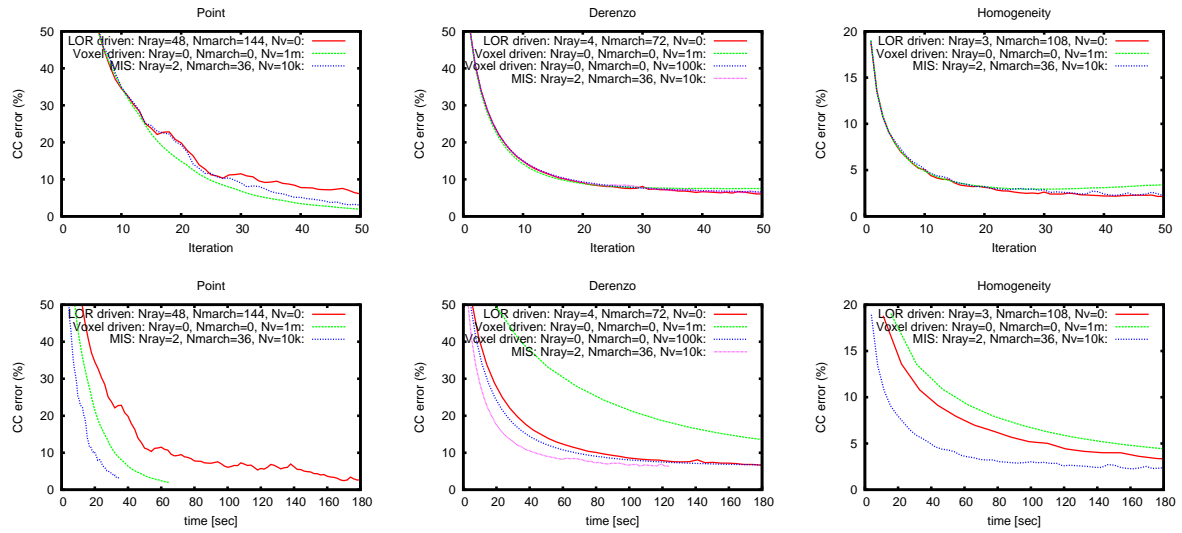 Point
50
40
30
20
10
0
CC error (%)
LOR driven: Nray=48, Nmarch=144, Nv=0:
Voxel driven: Nray=0, Nmarch=0, Nv=1m:
MIS: Nray=2, Nmarch=36, Nv=10k:
0 10 20 30 40 50
Iteration
Derenzo
50
40
30
20
10
0
CC error (%)
LOR driven: Nray=4, Nmarch=72, Nv=0:
Voxel driven: Nray=0, Nmarch=0, Nv=1m:
Voxel driven: Nray=0, Nmarch=0, Nv=100k:
MIS: Nray=2, Nmarch=36, Nv=10k:
0 10 20 30 40 50
Iteration
Homogeneity
20
15
10
5
0
CC error (%)
LOR driven: Nray=3, Nmarch=108, Nv=0:
Voxel driven: Nray=0, Nmarch=0, Nv=1m:
MIS: Nray=2, Nmarch=36, Nv=10k:
0 10 20 30 40 50
Iteration
Point
50
40
30
20
10
0
CC error (%)
LOR driven: Nray=48, Nmarch=144, Nv=0:
Voxel driven: Nray=0, Nmarch=0, Nv=1m:
MIS: Nray=2, Nmarch=36, Nv=10k:
0 20 40 60 80 100 120 140 160 180
time [sec]
Derenzo
50
40
30
20
10
0
CC error (%)
LOR driven: Nray=4, Nmarch=72, Nv=0:
Voxel driven: Nray=0, Nmarch=0, Nv=1m:
Voxel driven: Nray=0, Nmarch=0, Nv=100k:
MIS: Nray=2, Nmarch=36, Nv=10k:
0 20 40 60 80 100 120 140 160 180
time [sec]
Homogeneity
20
15
10
5
0
CC error (%)
LOR driven: Nray=3, Nmarch=108, Nv=0:
Voxel driven: Nray=0, Nmarch=0, Nv=1m:
MIS: Nray=2, Nmarch=36, Nv=10k:
0 20 40 60 80 100 120 140 160 180
time [sec]